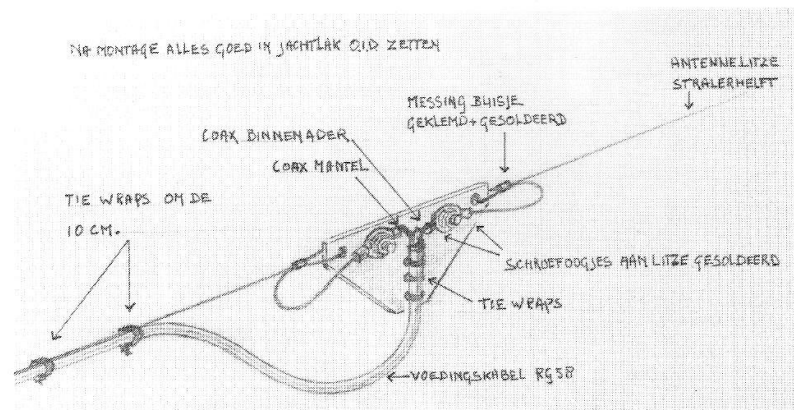 NA MONTAGE ALLES GOED IN JACHTLAK O.I.D ZETTEN
ANTENNELITZE
STRALERHELFT
MESSING BUISJE
GEKLEMD+GESOLDEERD
COAX BINNENADER
COAX MANTEL
TIE WRAPS OM DE
10 CM.
SCHROEFOOGJES AAN LITZE GESOLDEERD
TIE WRAPS
VOEDINGSKABEL RG58